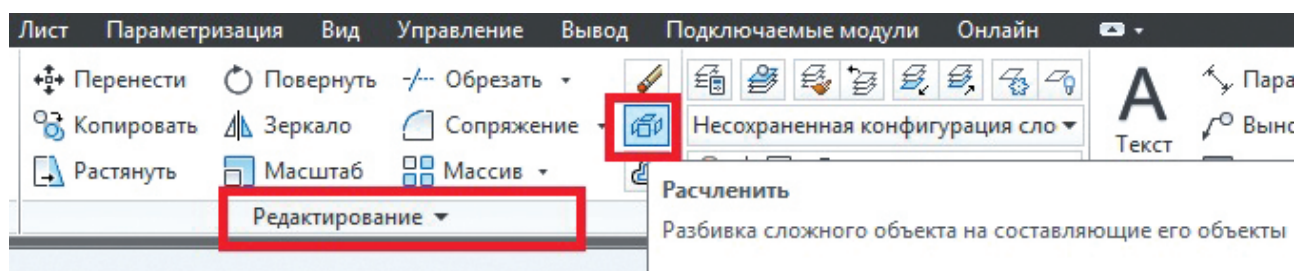 Лист Параметризация Вид Управление Вывод Подключаемые модули Онлайн
Перенести Повернуть Обрезать
Копировать Зеркало Сопряжение Несохраненная конфигурация сло
Растянуть Масштаб Массив
Текст
Редактирование
Расчленить
Разбивка сложного объекта на составляющие его объекты